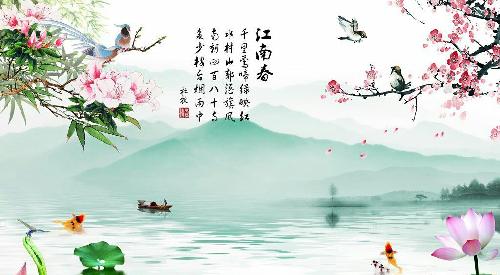 江南春
千里莺啼绿映红
水村山郭酒旗风
南朝四百八十寺
多少楼台烟雨中
杜牧